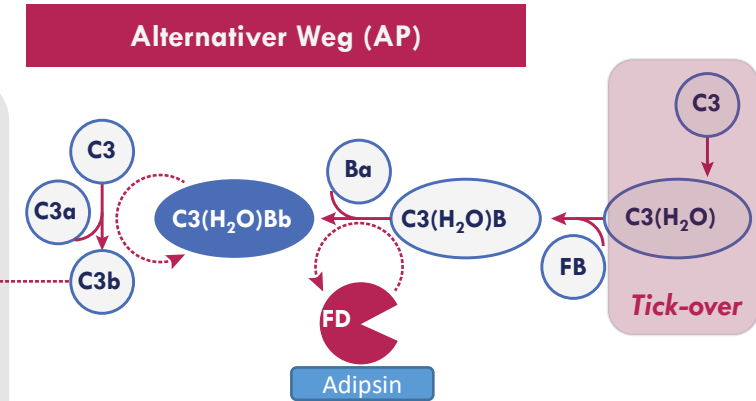 Alternativer Weg (AP)
C3
C3
Ba
C3a
C3(H₂O)Bb
C3(H₂O)B
C3(H₂O)
C3b
FB
FD
Tick-over
Adipsin